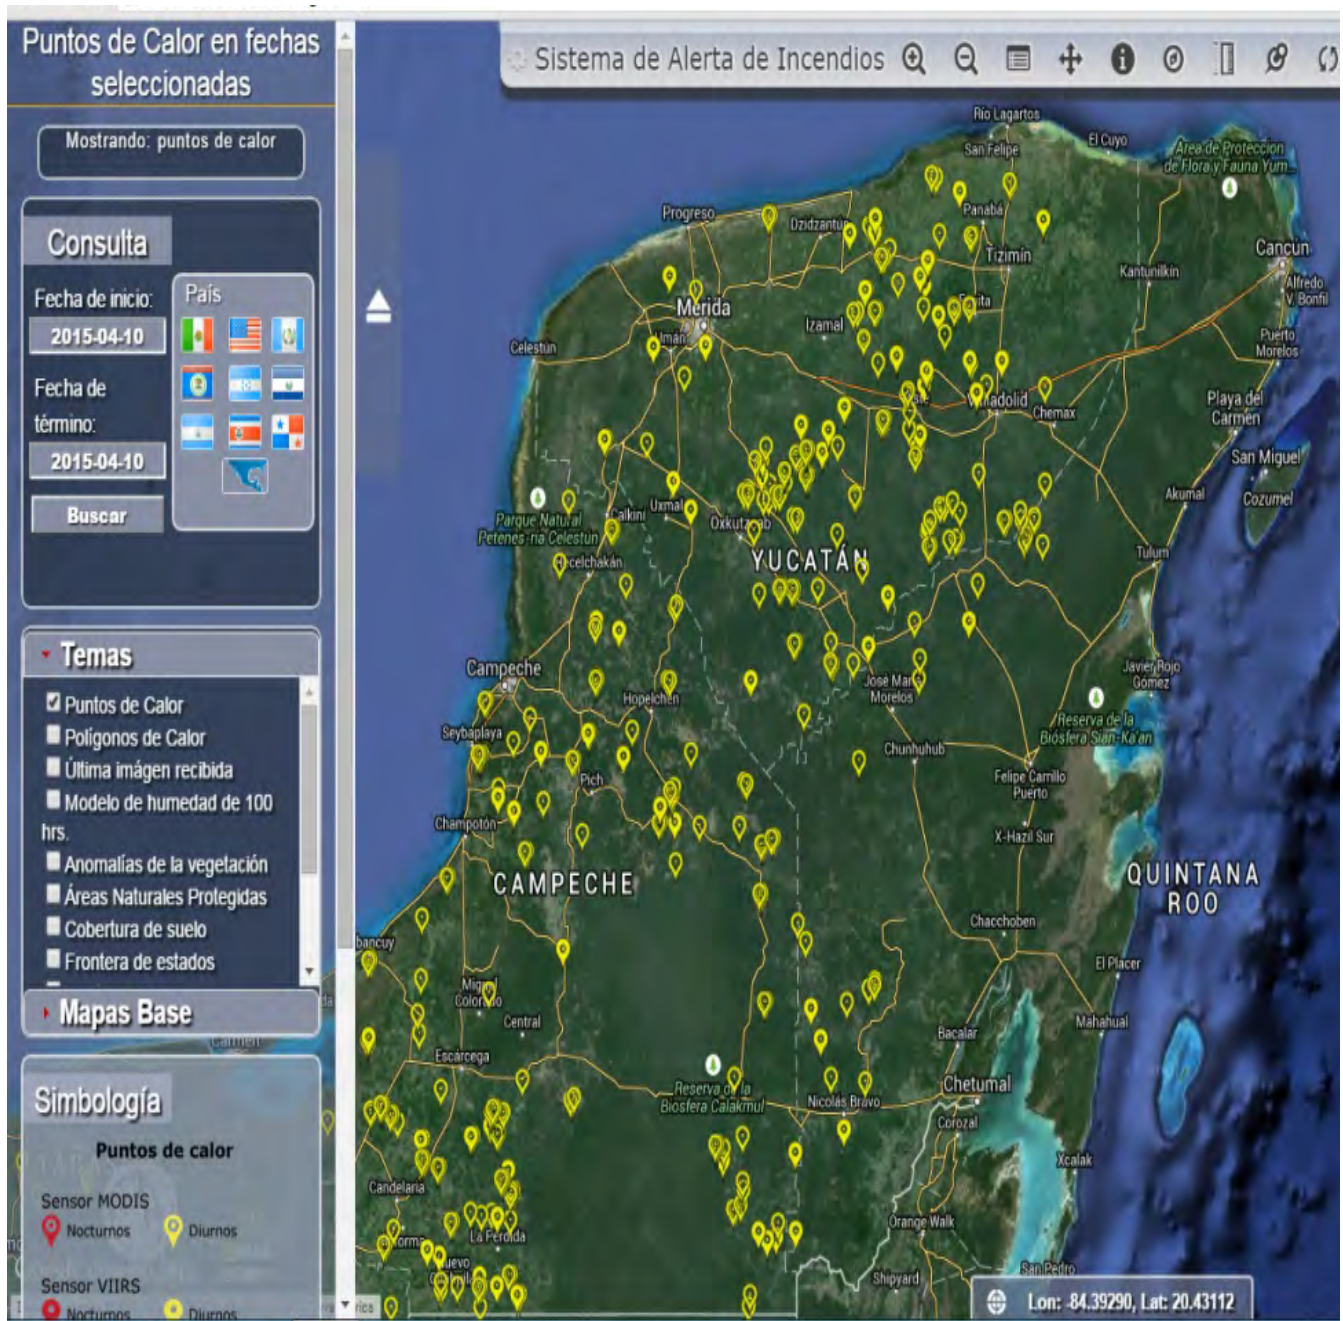 Puntos de Calor en fechas
seleccionadas
Mostrando: puntos de calor
Consulta
Fecha de inicio:
2015-04-10
Fecha de
término:
2015-04-10
Buscar
País
Temas
Puntos de Calor
Polígonos de Calor
Última imágen recibida
Modelo de humedad de 100
hrs.
Anomalías de la vegetación
Áreas Naturales Protegidas
Cobertura de suelo
Frontera de estados
Mapas Base
Simbología
Puntos de calor
Sensor MODIS
Nocturnos
Diurnos
Sensor VIIRS
Nocturnos
Diurnos
Sistema de Alerta de Incendios
Río Lagartos
San Felipe
El Cuyo
Área de Protección
de Flora y Fauna Yum...
Progreso
Dzidzantún
Panabá
Tizimín
Cancún
Kantunilkín
Alfredo
V. Bonfil
Mérida
Izamal
Umán
Celestún
Puerto
Morelos
Chemax
Playa del
Carmen
San Miguel
Cozumel
Akumal
Parque Natural
Petenes-ría Celestún
Calkiní
Uxmal
Oxkutzcab
YUCATÁN
Tulum
Campeche
Hopelchén
José María
Morelos
Javier Rojo
Gómez
Reserva de la
Biósfera Sian-Ka'an
Seybaplaya
Chunhuhub
Felipe Carrillo
Puerto
Pich
Champotón
X-Hazil Sur
CAMPECHE
QUINTANA
ROO
Chacchoben
El Placer
bancuy
Miguel
Colorado
Central
Mahahual
Bacalar
Escárcega
Reserva de la
Biósfera Calakmul
Nicolás Bravo
Chetumal
Corozal
Xcalak
Candelaria
La Pérdida
Orange Walk
Shipyard
San Pedro
Carmen
Lon: -84.39290, Lat: 20.43112